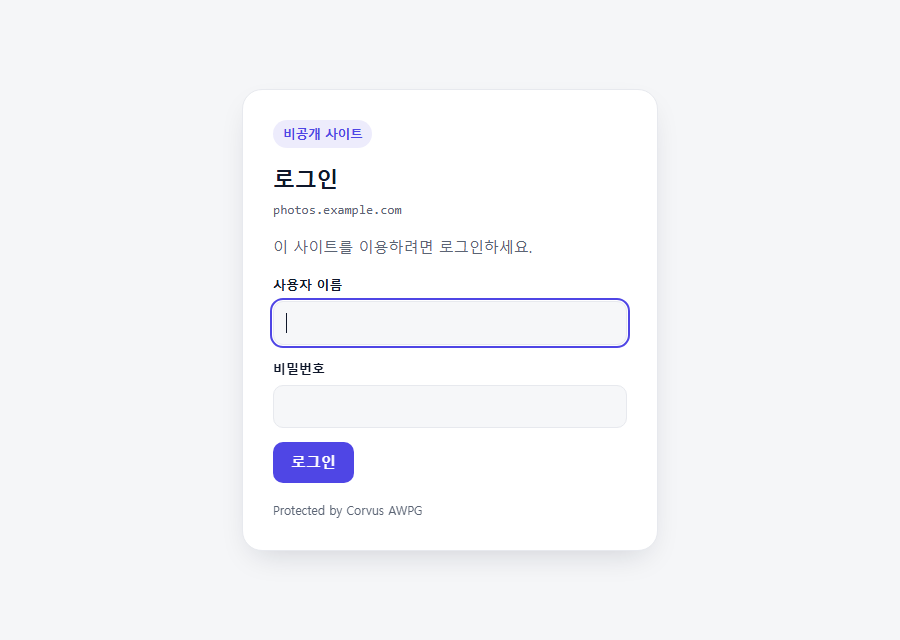 비공개 사이트
로그인
photos.example.com
이 사이트를 이용하려면 로그인하세요.
사용자 이름
비밀번호
로그인
Protected by Corvus AWPG